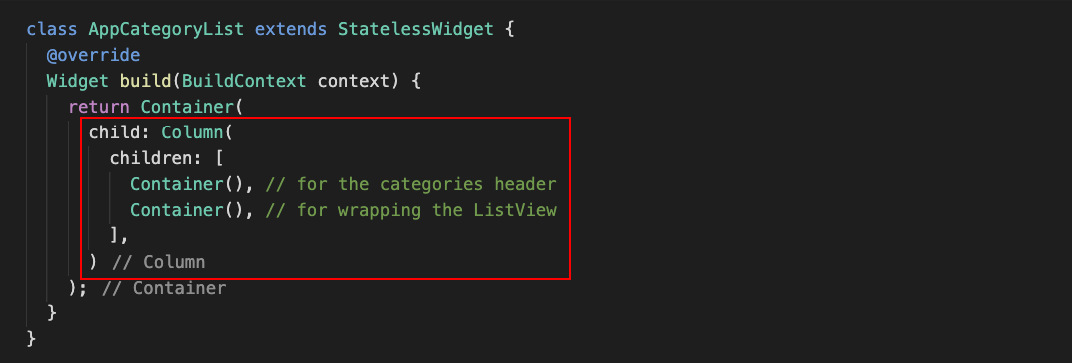 class AppCategoryList extends StatelessWidget {
@override
Widget build(BuildContext context) {
return Container(
child: Column(
children: [
Container(), // for the categories header
Container(), // for wrapping the ListView
],
) // Column
); // Container
}
}